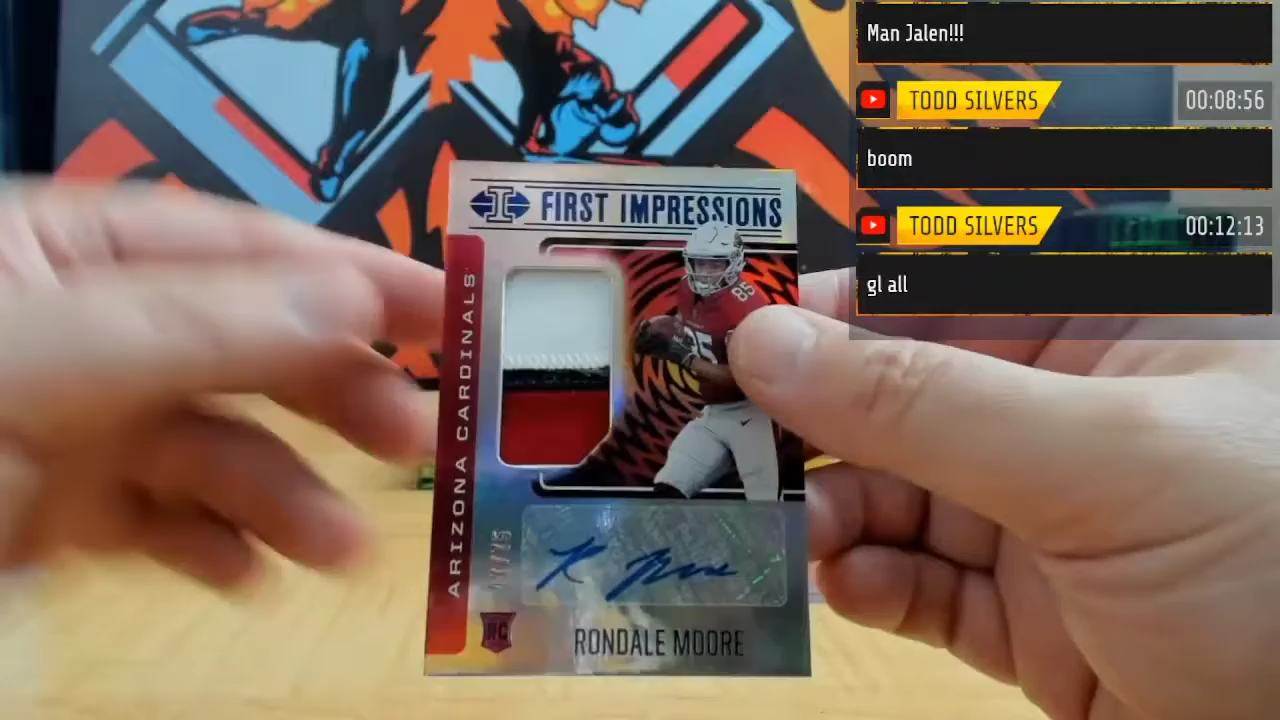 Man Jalen!!!
TODD SILVERS 00:08:56
boom
TODD SILVERS 00:12:13
gl all
I FIRST IMPRESSIONS
ARIZONA CARDINALS
85
RC
RONDALE MOORE